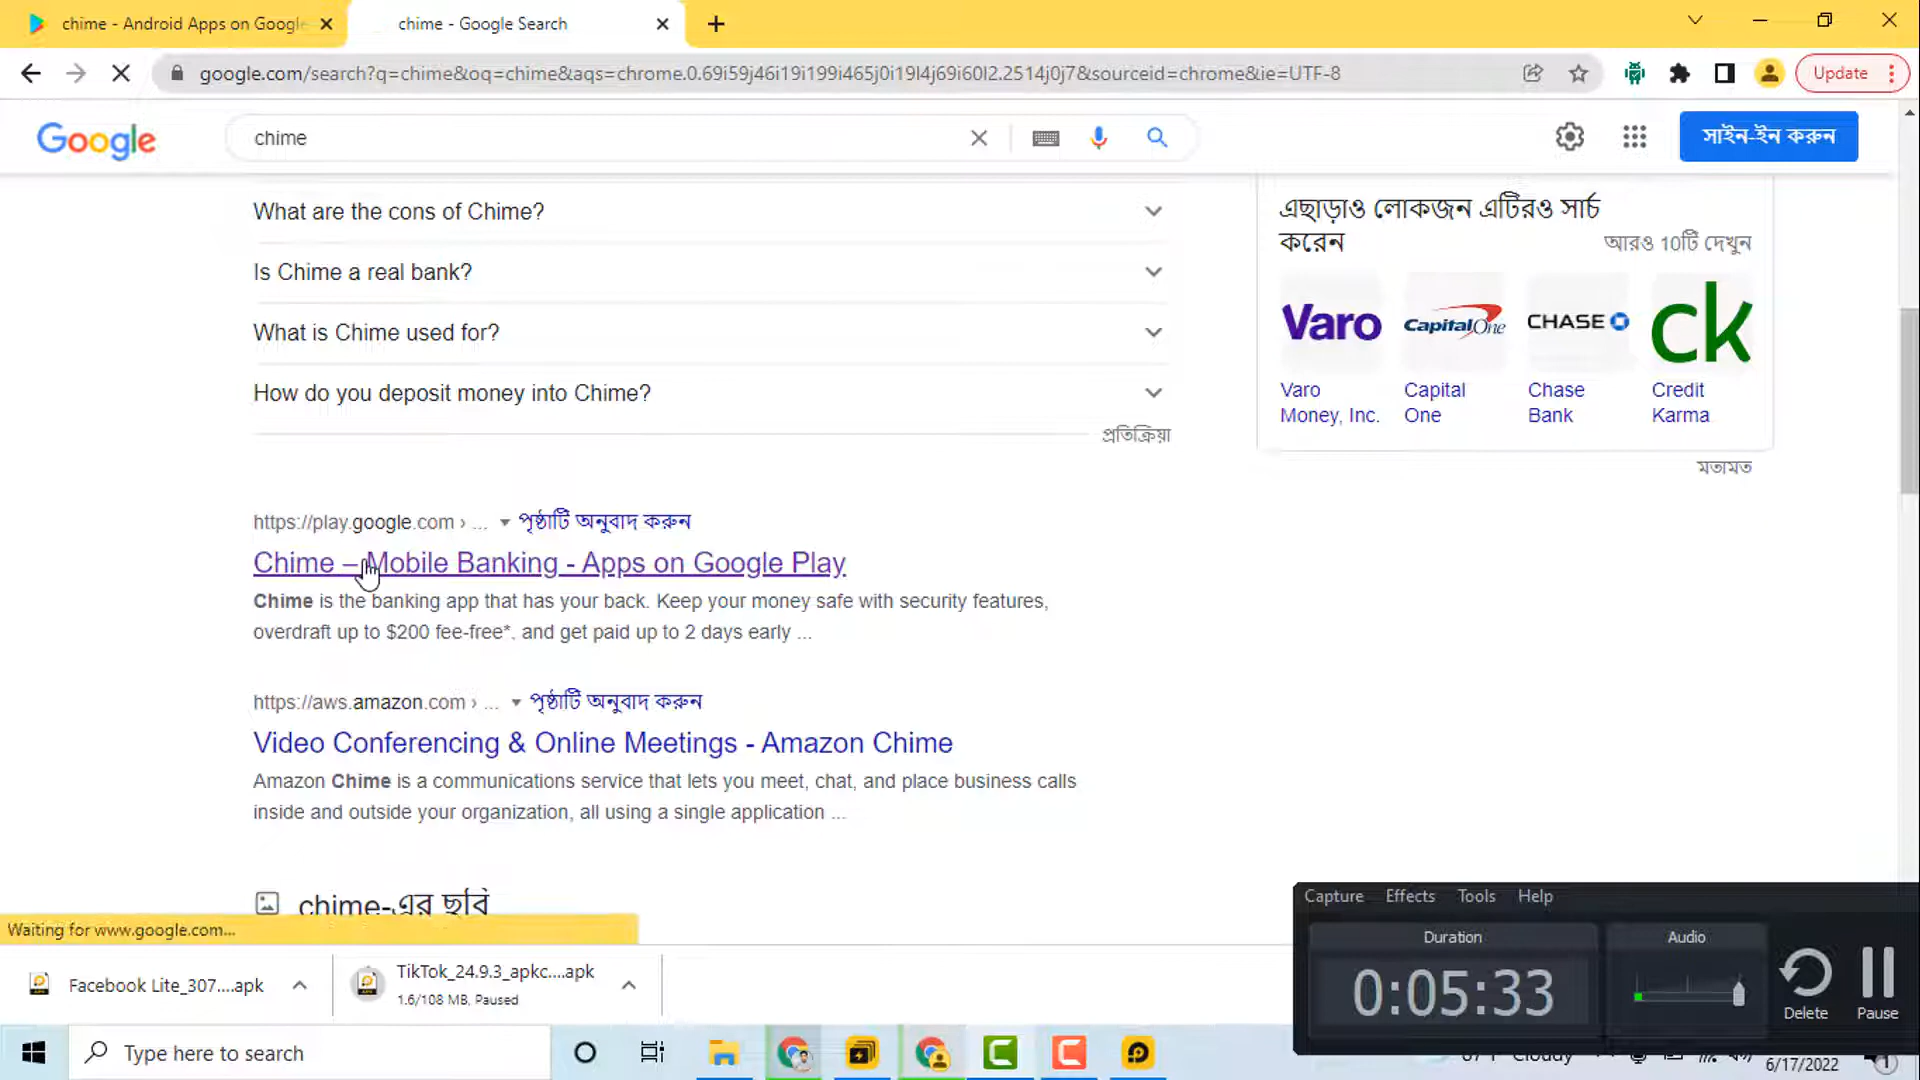 chime - Android Apps on Google
chime - Google Search
google.com/search?q=chime&oq=chime&aqs=chrome.0.69i59j46i19i199i465j0i19l4j69i60l2.2514j0j7&sourceid=chrome&ie=UTF-8
Update
Google
chime
সাইন-ইন করুন
What are the cons of Chime?
Is Chime a real bank?
What is Chime used for?
How do you deposit money into Chime?
প্রতিক্রিয়া
এছাড়াও লোকজন এটিরও সার্চ
করেন
আরও 10টি দেখুন
Varo
Capital One
CHASE
ck
Varo Money, Inc.
Capital One
Chase Bank
Credit Karma
মতামত
https://play.google.com › ... পৃষ্ঠাটি অনুবাদ করুন
Chime – Mobile Banking - Apps on Google Play
Chime is the banking app that has your back. Keep your money safe with security features,
overdraft up to $200 fee-free*, and get paid up to 2 days early ...
https://aws.amazon.com › ... পৃষ্ঠাটি অনুবাদ করুন
Video Conferencing & Online Meetings - Amazon Chime
Amazon Chime is a communications service that lets you meet, chat, and place business calls
inside and outside your organization, all using a single application ...
chime-এর ছবি
Waiting for www.google.com...
Facebook Lite_307....apk
TikTok_24.9.3_apkc....apk
1.6/108 MB, Paused
Capture Effects Tools Help
Duration
0:05:33
Audio
Delete
Pause
Type here to search
Cloudy
6/17/2022
1